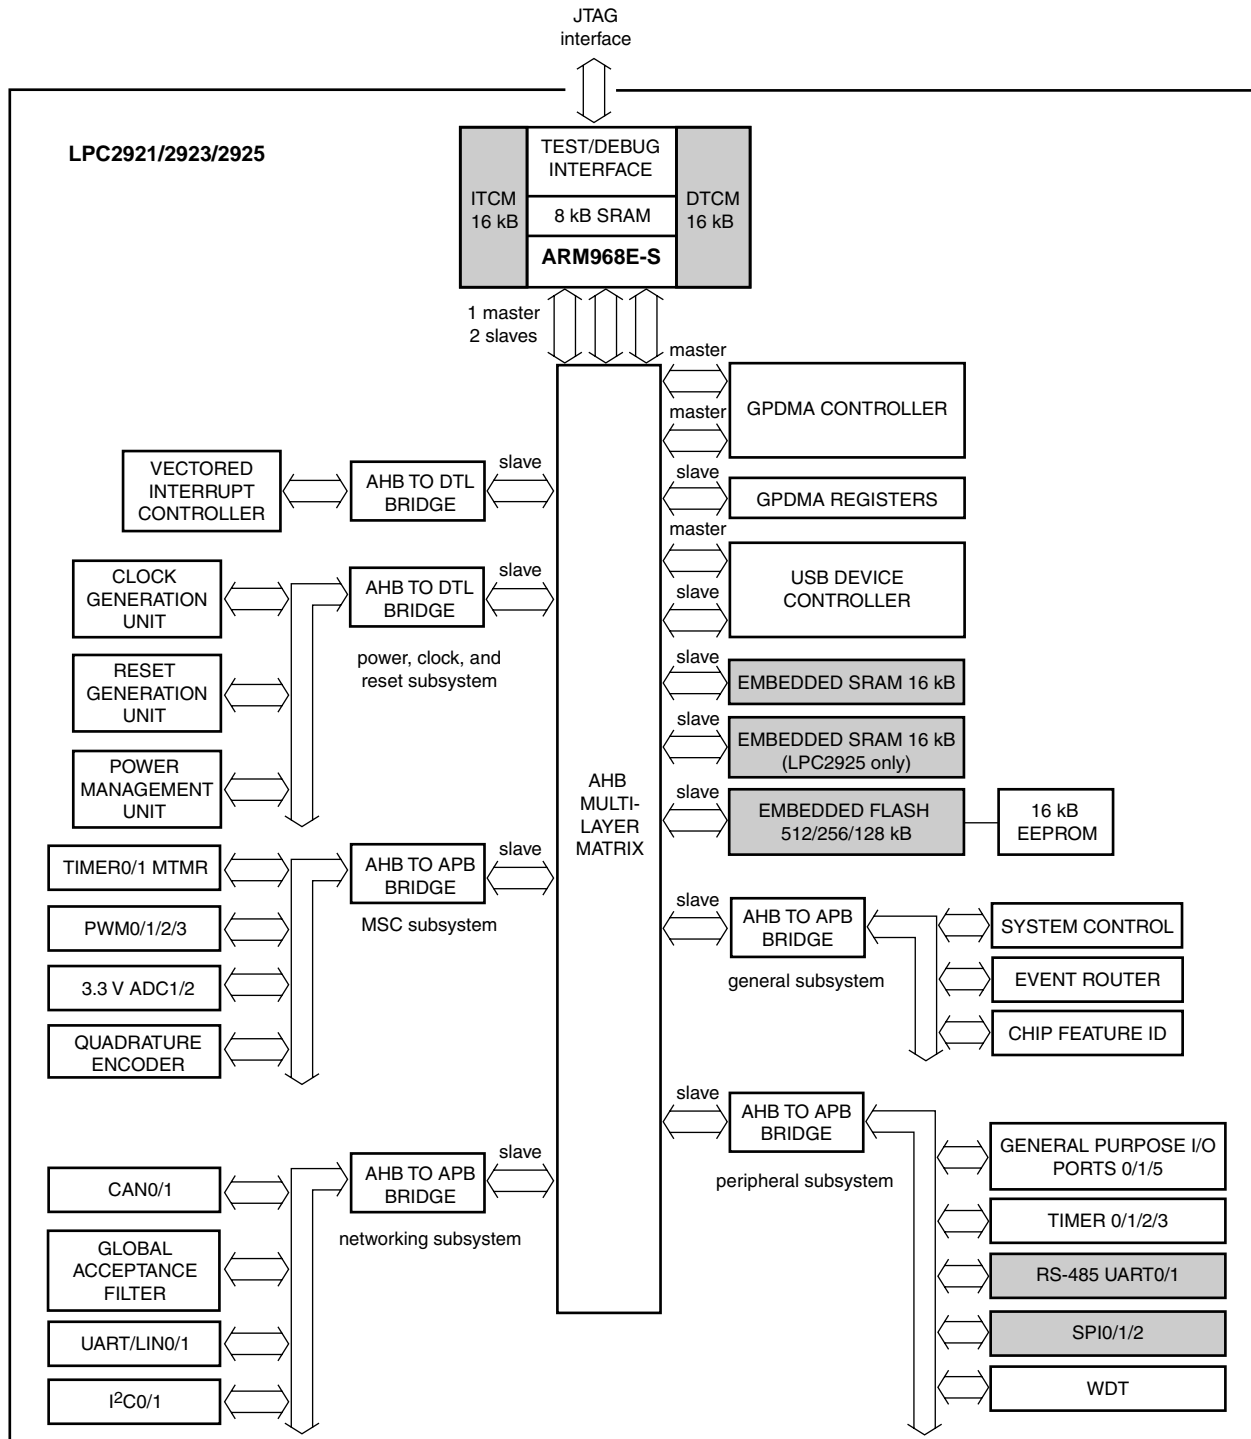 JTAG
interface
LPC2921/2923/2925
TEST/DEBUG
INTERFACE
ITCM
16 kB
DTCM
16 kB
8 kB SRAM
ARM968E-S
1 master
2 slaves
master
GPDMA CONTROLLER
master
slave
GPDMA REGISTERS
master
USB DEVICE
CONTROLLER
slave
slave
EMBEDDED SRAM 16 kB
slave
EMBEDDED SRAM 16 kB
(LPC2925 only)
slave
EMBEDDED FLASH
512/256/128 kB
16 kB
EEPROM
AHB
MULTI-
LAYER
MATRIX
VECTORED
INTERRUPT
CONTROLLER
AHB TO DTL
BRIDGE
slave
CLOCK
GENERATION
UNIT
AHB TO DTL
BRIDGE
slave
power, clock, and
reset subsystem
RESET
GENERATION
UNIT
POWER
MANAGEMENT
UNIT
TIMER0/1 MTMR
AHB TO APB
BRIDGE
slave
MSC subsystem
PWM0/1/2/3
3.3 V ADC1/2
QUADRATURE
ENCODER
slave
AHB TO APB
BRIDGE
general subsystem
SYSTEM CONTROL
EVENT ROUTER
CHIP FEATURE ID
slave
AHB TO APB
BRIDGE
peripheral subsystem
GENERAL PURPOSE I/O
PORTS 0/1/5
TIMER 0/1/2/3
RS-485 UART0/1
SPI0/1/2
WDT
CAN0/1
AHB TO APB
BRIDGE
slave
networking subsystem
GLOBAL
ACCEPTANCE
FILTER
UART/LIN0/1
I2C0/1